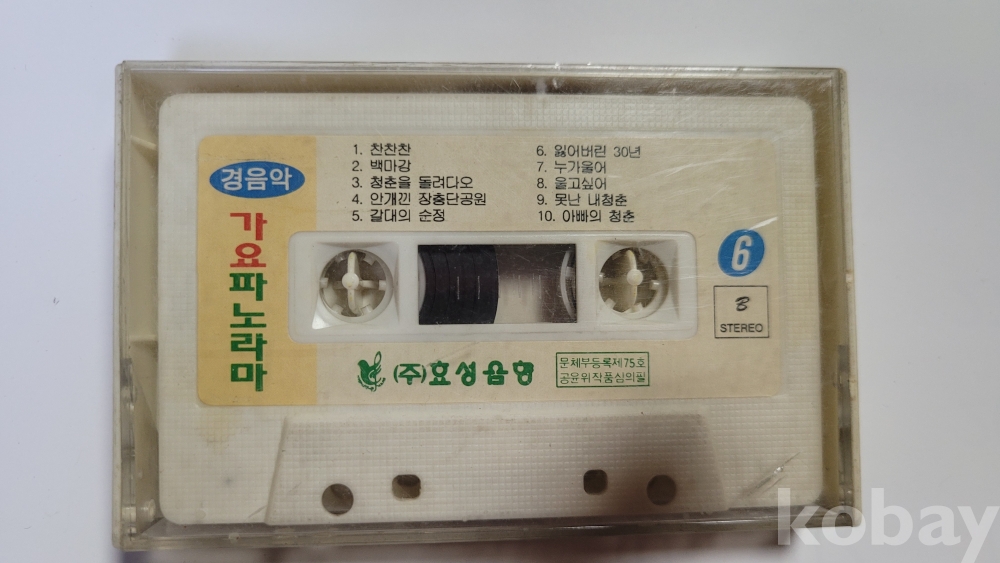 경음악
가요파노라마
1. 찬찬찬
2. 백마강
3. 청춘을 돌려다오
4. 안개낀 장충단공원
5. 갈대의 순정
6. 잃어버린 30년
7. 누가울어
8. 울고싶어
9. 못난 내청춘
10. 아빠의 청춘
6
B
STEREO
(주)효성음향
문체부등록제75호
공윤위작품심의필
kobay